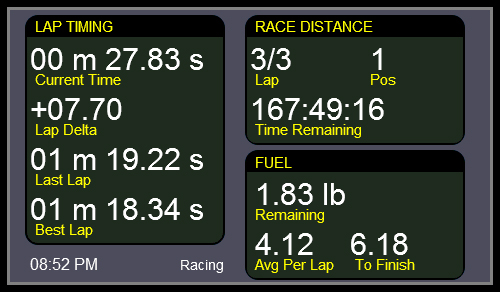 LAP TIMING
00 m 27.83 s
Current Time
+07.70
Lap Delta
01 m 19.22 s
Last Lap
01 m 18.34 s
Best Lap
08:52 PM Racing
RACE DISTANCE
3/3 1
Lap Pos
167:49:16
Time Remaining
FUEL
1.83 lb
Remaining
4.12 6.18
Avg Per Lap To Finish